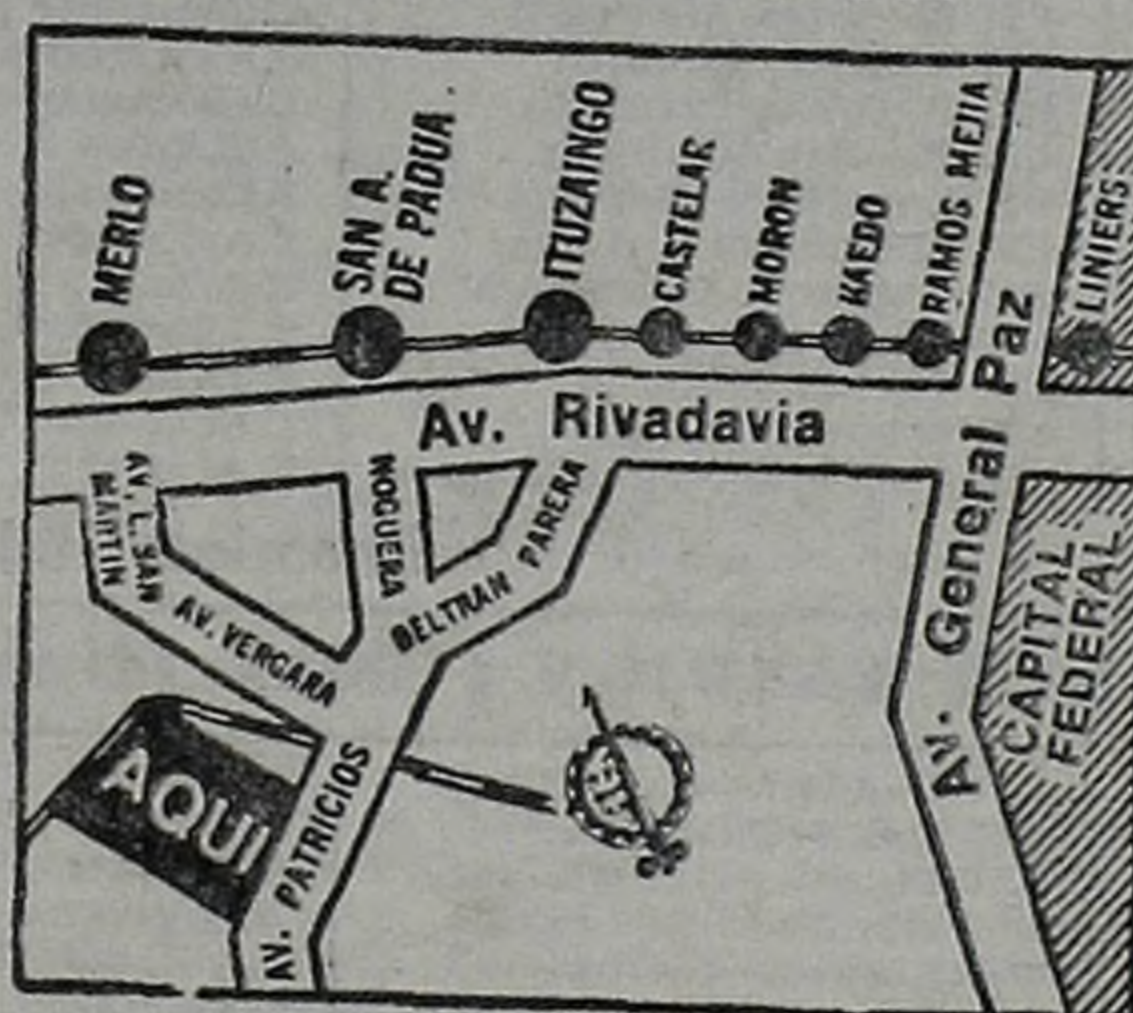 MERLO
SAN A.
DE PADUA
ITUZAINGO
CASTELAR
MORON
HAEDO
RAMOS MEJIA
LINIERS
Av. Rivadavia
Av. General Paz
AV. L. SAN
MARTIN
NOGUERA
BELTRAN PARERA
AV. VERGARA
AQUI
AV. PATRICIOS
CAPITAL
FEDERAL